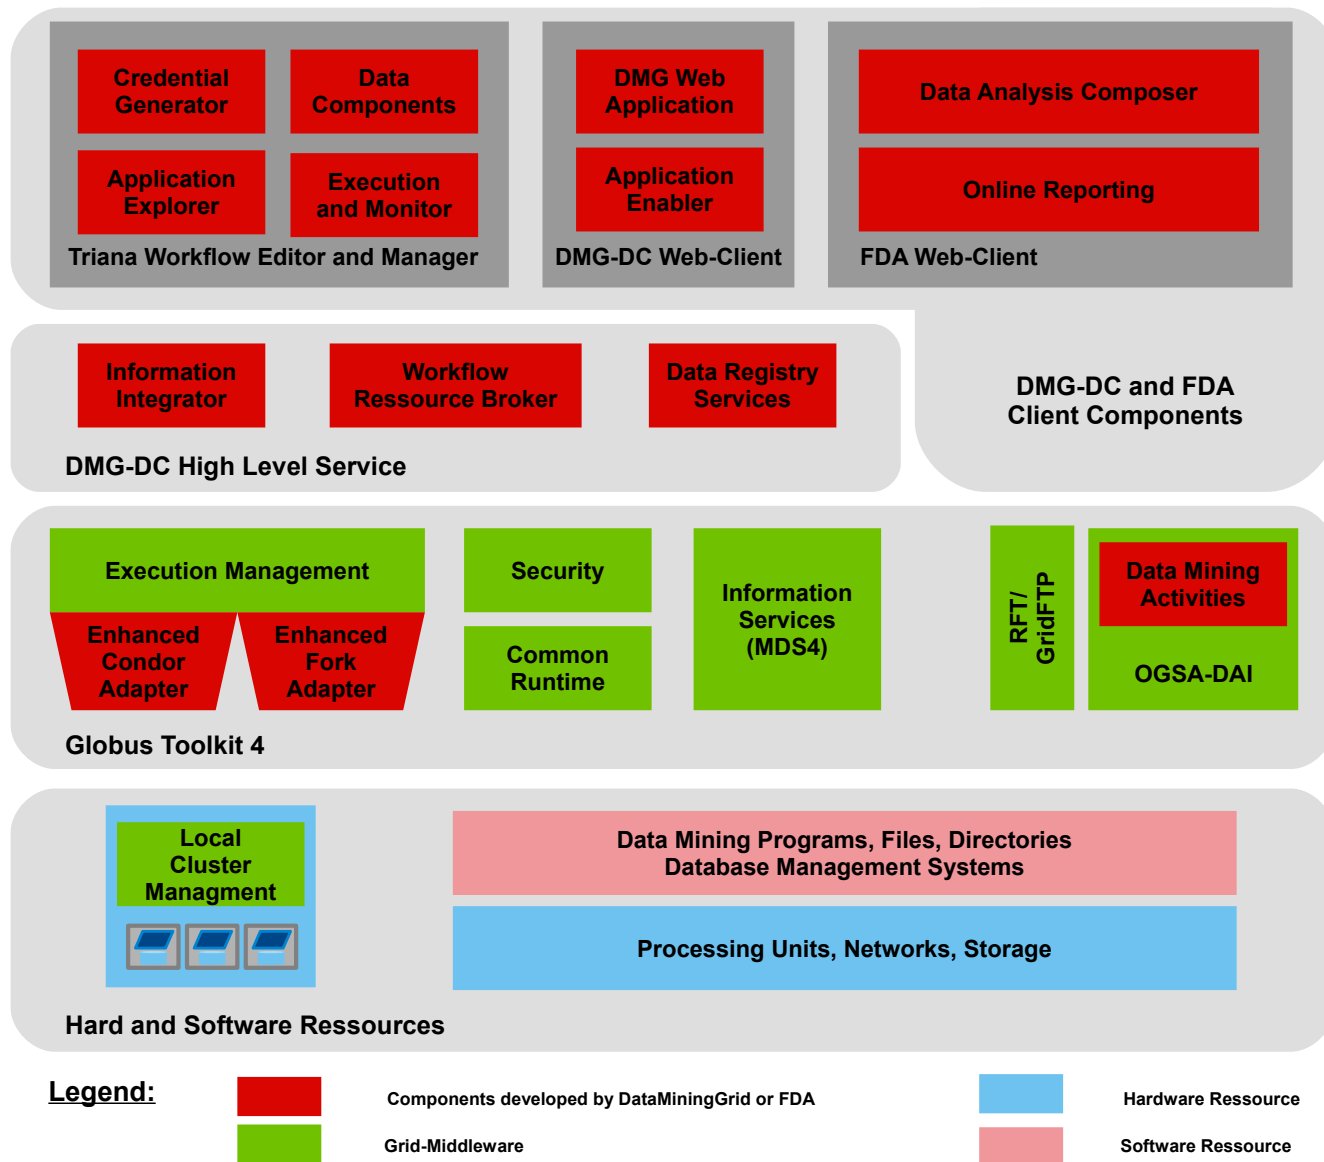 Credential
Generator
Data
Components
Application
Explorer
Execution
and Monitor
Triana Workflow Editor and Manager
DMG Web
Application
Application
Enabler
DMG-DC Web-Client
Data Analysis Composer
Online Reporting
FDA Web-Client
DMG-DC and FDA
Client Components
Information
Integrator
Workflow
Ressource Broker
Data Registry
Services
DMG-DC High Level Service
Execution Management
Enhanced
Condor
Adapter
Enhanced
Fork
Adapter
Security
Common
Runtime
Information
Services
(MDS4)
RFT/
GridFTP
Data Mining
Activities
OGSA-DAI
Globus Toolkit 4
Local
Cluster
Managment
Data Mining Programs, Files, Directories
Database Management Systems
Processing Units, Networks, Storage
Hard and Software Ressources
Legend:
Components developed by DataMiningGrid or FDA
Hardware Ressource
Grid-Middleware
Software Ressource